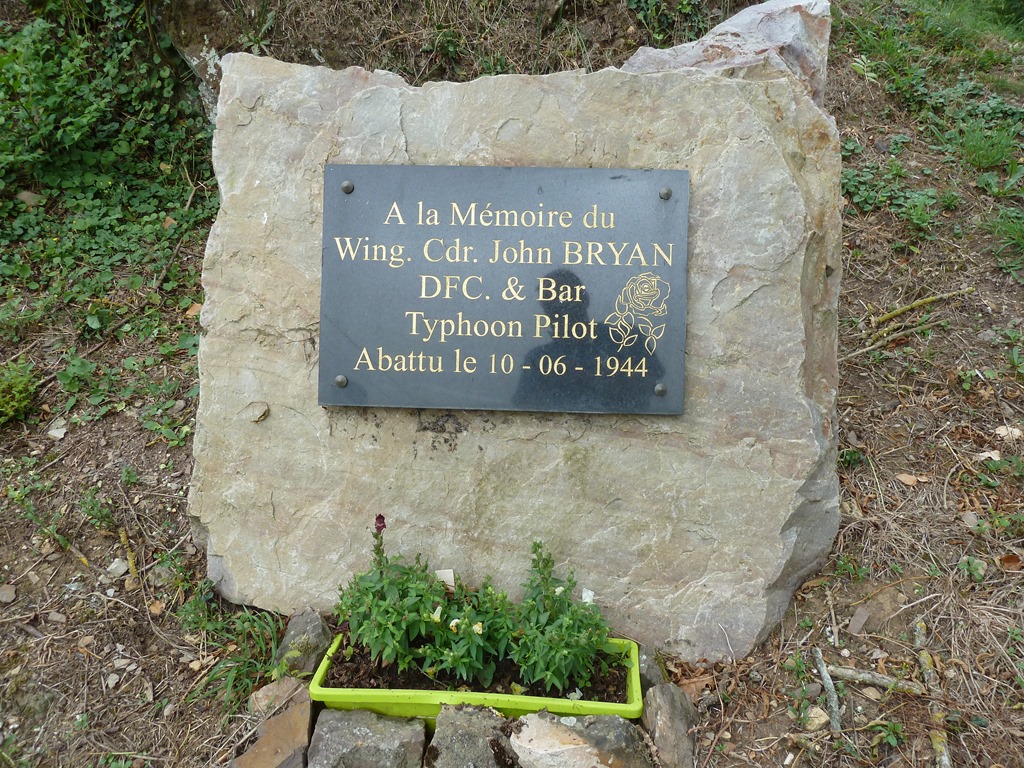 A la Mémoire du
Wing. Cdr. John BRYAN
DFC. & Bar
Typhoon Pilot
Abattu le 10 - 06 - 1944